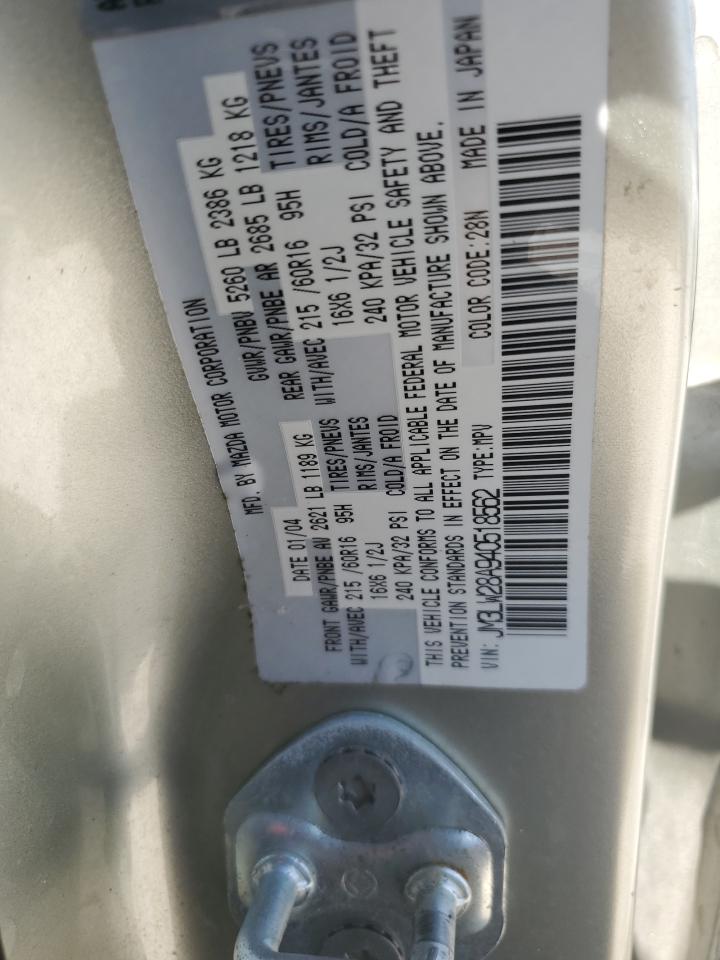 MFD. BY MAZDA MOTOR CORPORATION
DATE 01/04 GVWR/PNBV 5260 LB 2386 KG
FRONT GAWR/PNBE AV 2621 LB 1189 KG REAR GAWR/PNBE AR 2685 LB 1218 KG
WITH/AVEC 215 /60R16 95H TIRES/PNEVS WITH/AVEC 215 /60R16 95H TIRES/PNEVS
16X6 1/2J RIMS/JANTES 16X6 1/2J RIMS/JANTES
240 KPA/32 PSI COLD/A FROID 240 KPA/32 PSI COLD/A FROID
THIS VEHICLE CONFORMS TO ALL APPLICABLE FEDERAL MOTOR VEHICLE SAFETY AND THEFT
PREVENTION STANDARDS IN EFFECT ON THE DATE OF MANUFACTURE SHOWN ABOVE.
VIN: JM3LW28A940518562 TYPE:MPV COLOR CODE:28N MADE IN JAPAN